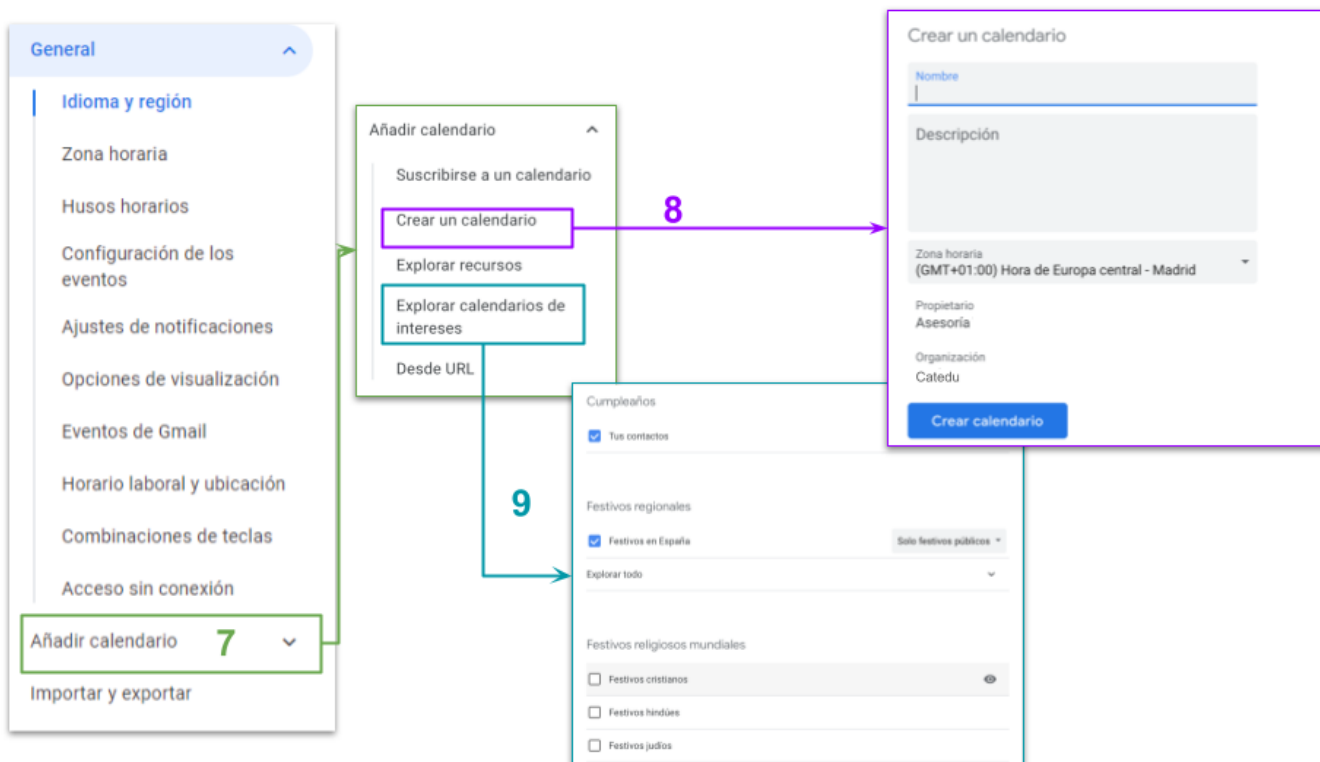 General
Idioma y región
Zona horaria
Husos horarios
Configuración de los
eventos
Ajustes de notificaciones
Opciones de visualización
Eventos de Gmail
Horario laboral y ubicación
Combinaciones de teclas
Acceso sin conexión
Añadir calendario 7
Importar y exportar
Añadir calendario
Suscribirse a un calendario
Crear un calendario
Explorar recursos
Explorar calendarios de
intereses
Desde URL
8
Crear un calendario
Nombre
Descripción
Zona horaria
(GMT+01:00) Hora de Europa central - Madrid
Propietario
Asesoría
Organización
Catedu
Crear calendario
9
Cumpleaños
Tus contactos
Festivos regionales
Festivos en España Solo festivos públicos
Explorar todo
Festivos religiosos mundiales
Festivos cristianos
Festivos hindúes
Festivos judíos